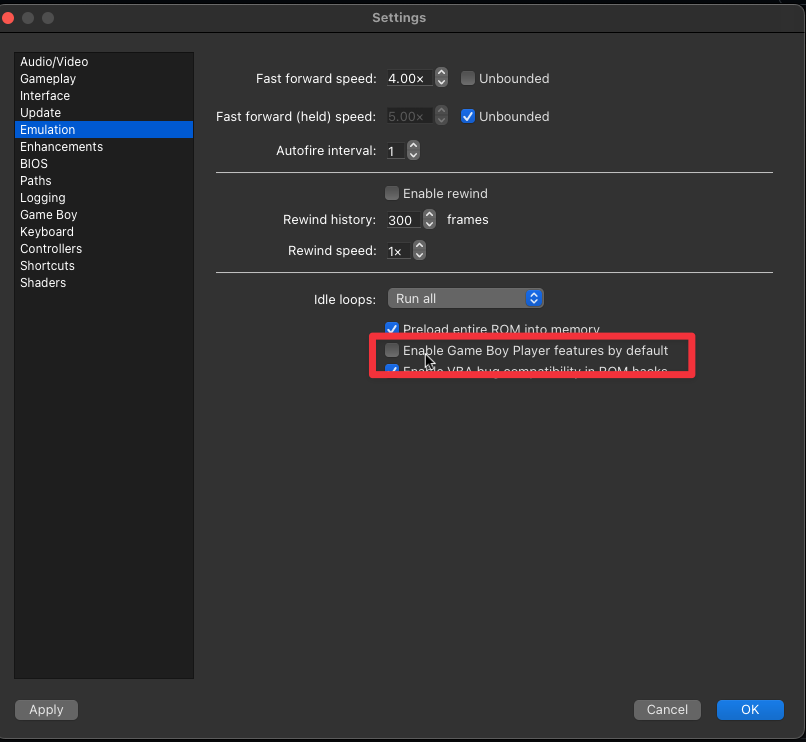 Settings
Audio/Video
Gameplay
Interface
Update
Emulation
Enhancements
BIOS
Paths
Logging
Game Boy
Keyboard
Controllers
Shortcuts
Shaders
Fast forward speed: 4.00× Unbounded
Fast forward (held) speed: 5.00× Unbounded
Autofire interval: 1
Enable rewind
Rewind history: 300 frames
Rewind speed: 1×
Idle loops: Run all
Preload entire ROM into memory
Enable Game Boy Player features by default
Enable VBA bug compatibility in ROM hacks
Apply
Cancel
OK